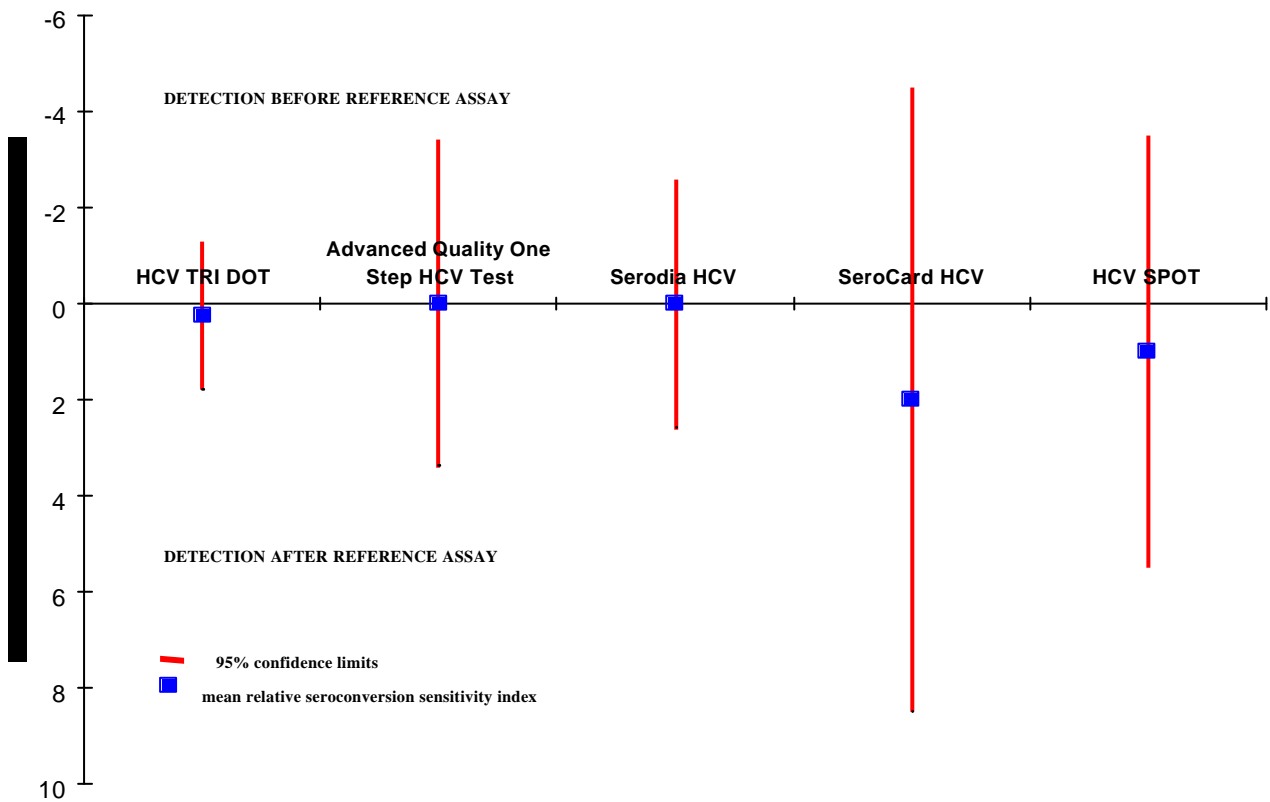 -6
DETECTION BEFORE REFERENCE ASSAY
-4
-2
HCV TRI DOT
Advanced Quality One
Step HCV Test
Serodia HCV
SeroCard HCV
HCV SPOT
0
2
4
DETECTION AFTER REFERENCE ASSAY
6
95% confidence limits
8
mean relative seroconversion sensitivity index
10